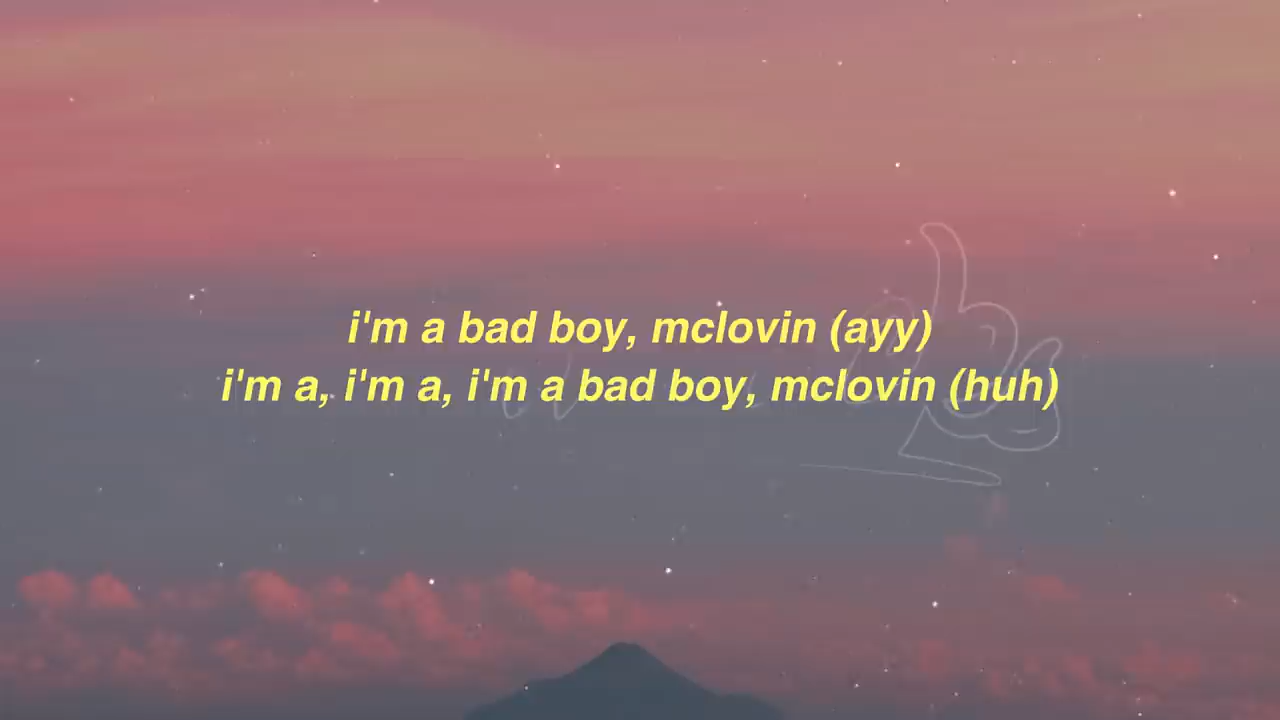 i'm a bad boy, mclovin (ayy)
i'm a, i'm a, i'm a bad boy, mclovin (huh)